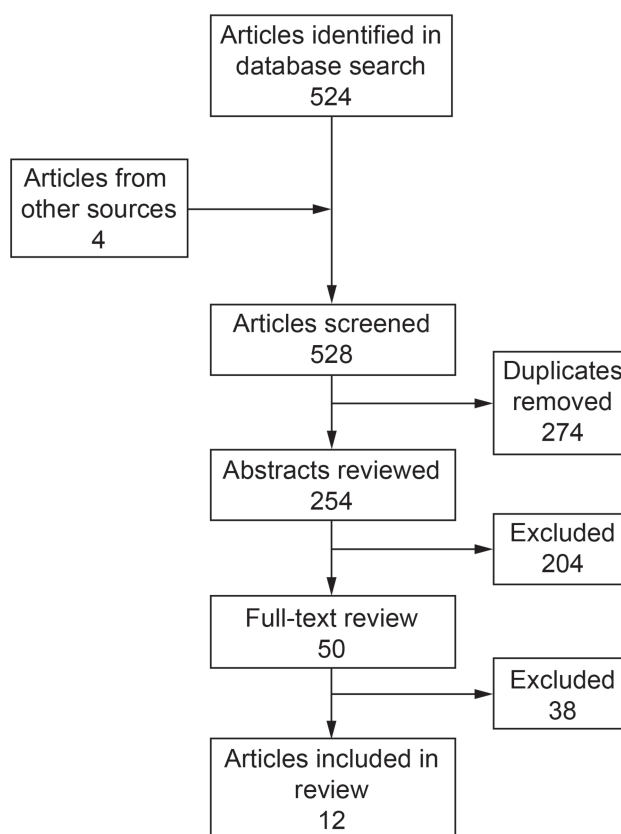 Articles identified in
database search
524
Articles from
other sources
4
Articles screened
528
Duplicates
removed
274
Abstracts reviewed
254
Excluded
204
Full-text review
50
Excluded
38
Articles included in
review
12